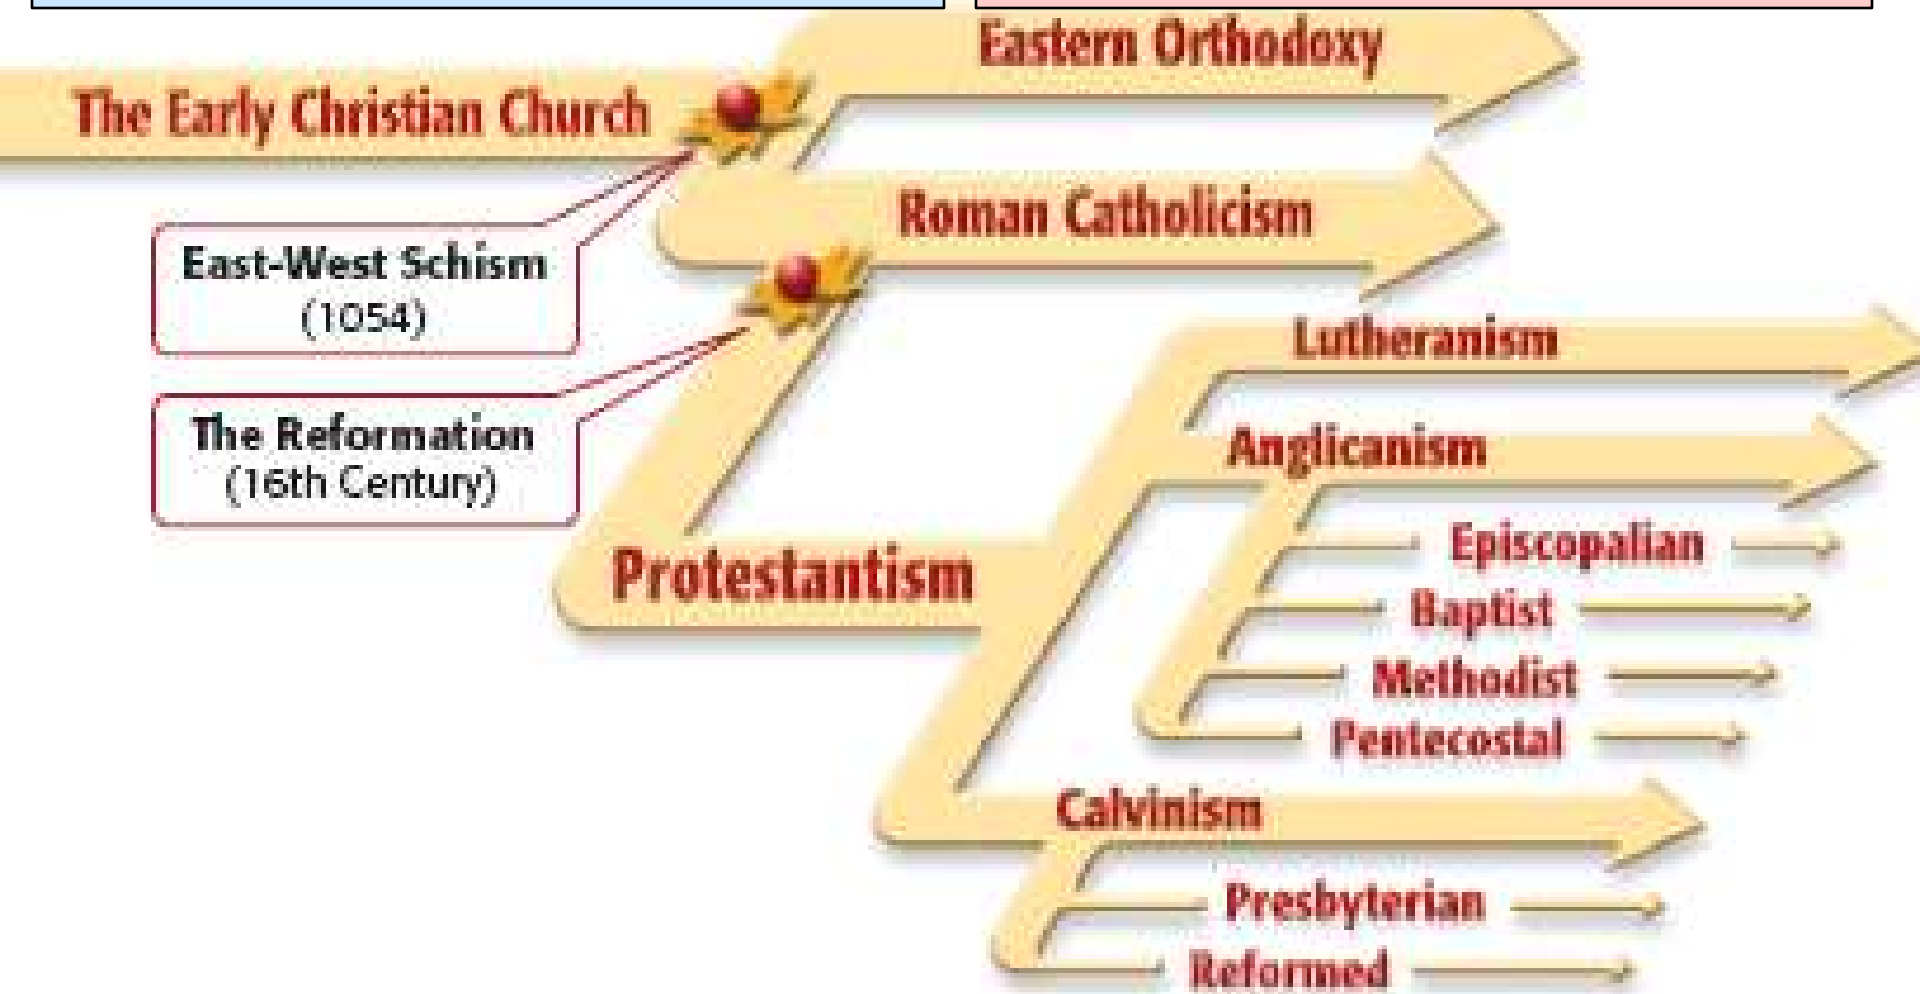 Eastern Orthodoxy
The Early Christian Church
Roman Catholicism
East-West Schism
(1054)
Lutheranism
The Reformation
(16th Century)
Anglicanism
Episcopalian
Protestantism
Baptist
Methodist
Pentecostal
Calvinism
Presbyterian
Reformed